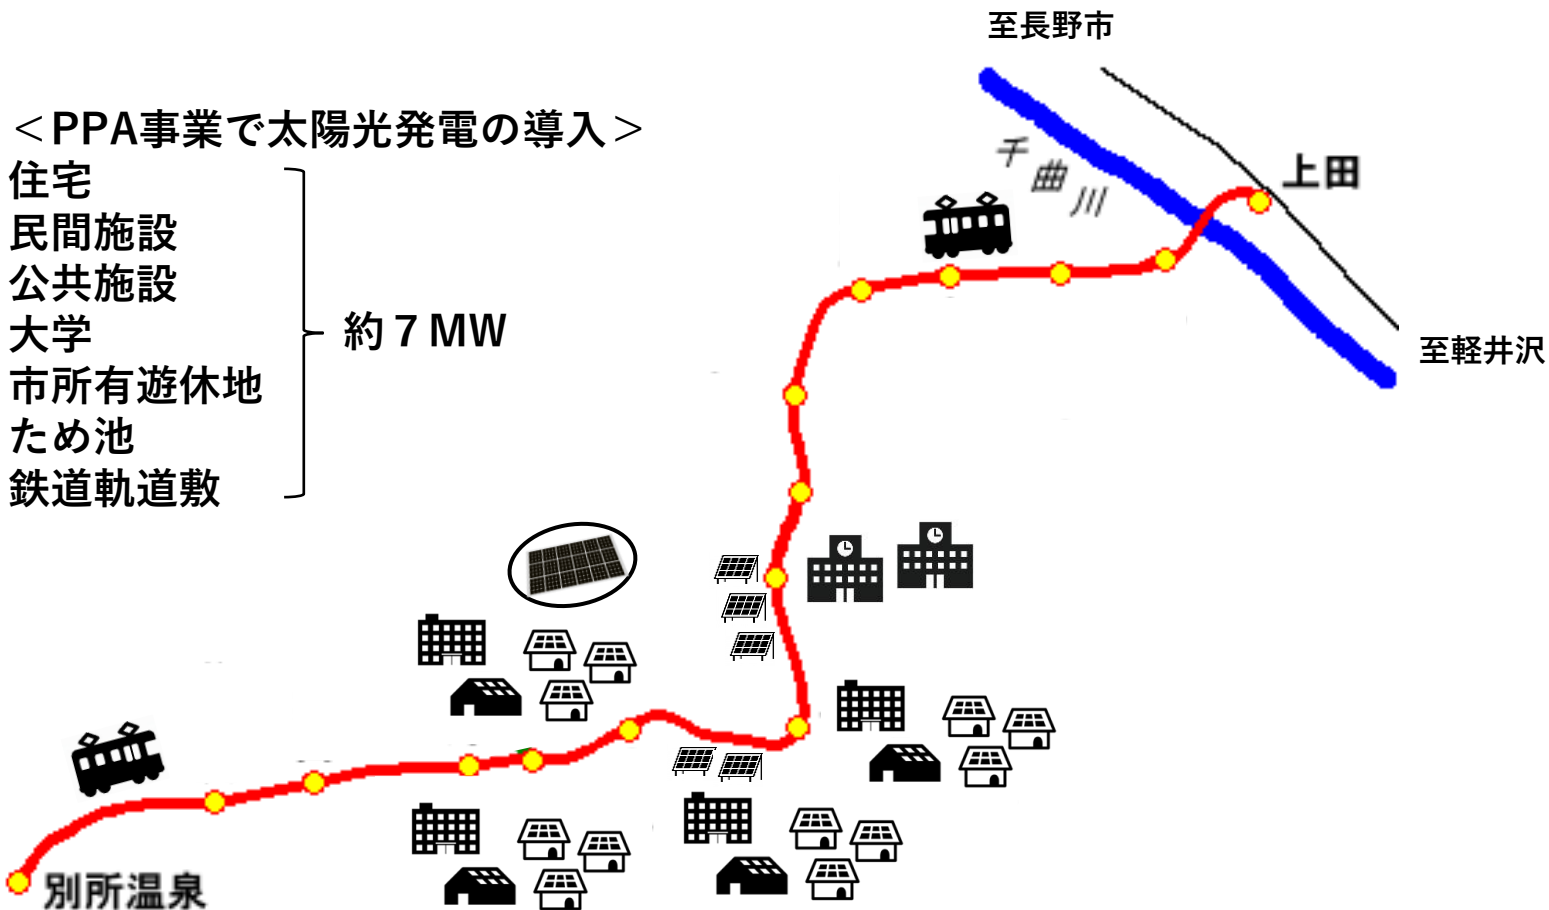 至長野市
＜PPA事業で太陽光発電の導入＞
住宅
民間施設
公共施設
大学
市所有遊休地
ため池
鉄道軌道敷
約７MW
千曲川
上田
至軽井沢
別所温泉